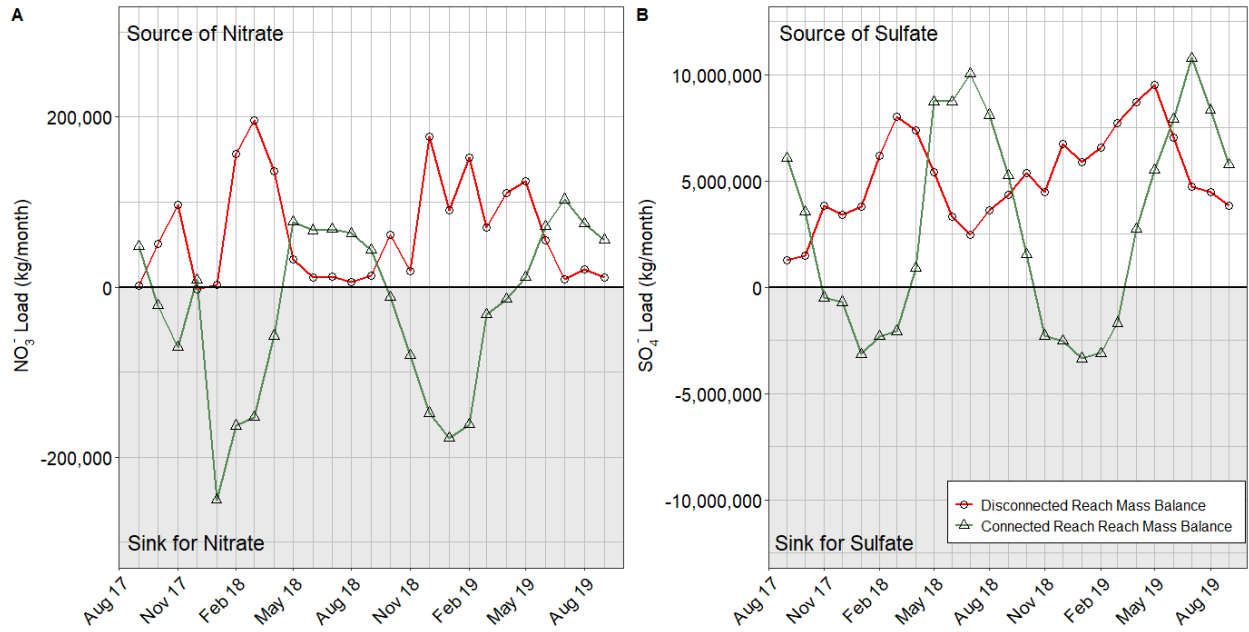 A
Source of Nitrate
200,000
0
-200,000
NO3- Load (kg/month)
Sink for Nitrate
Aug 17
Nov 17
Feb 18
May 18
Aug 18
Nov 18
Feb 19
May 19
Aug 19
B
Source of Sulfate
10,000,000
5,000,000
0
-5,000,000
-10,000,000
SO4- Load (kg/month)
Disconnected Reach Mass Balance
Connected Reach Reach Mass Balance
Sink for Sulfate
Aug 17
Nov 17
Feb 18
May 18
Aug 18
Nov 18
Feb 19
May 19
Aug 19